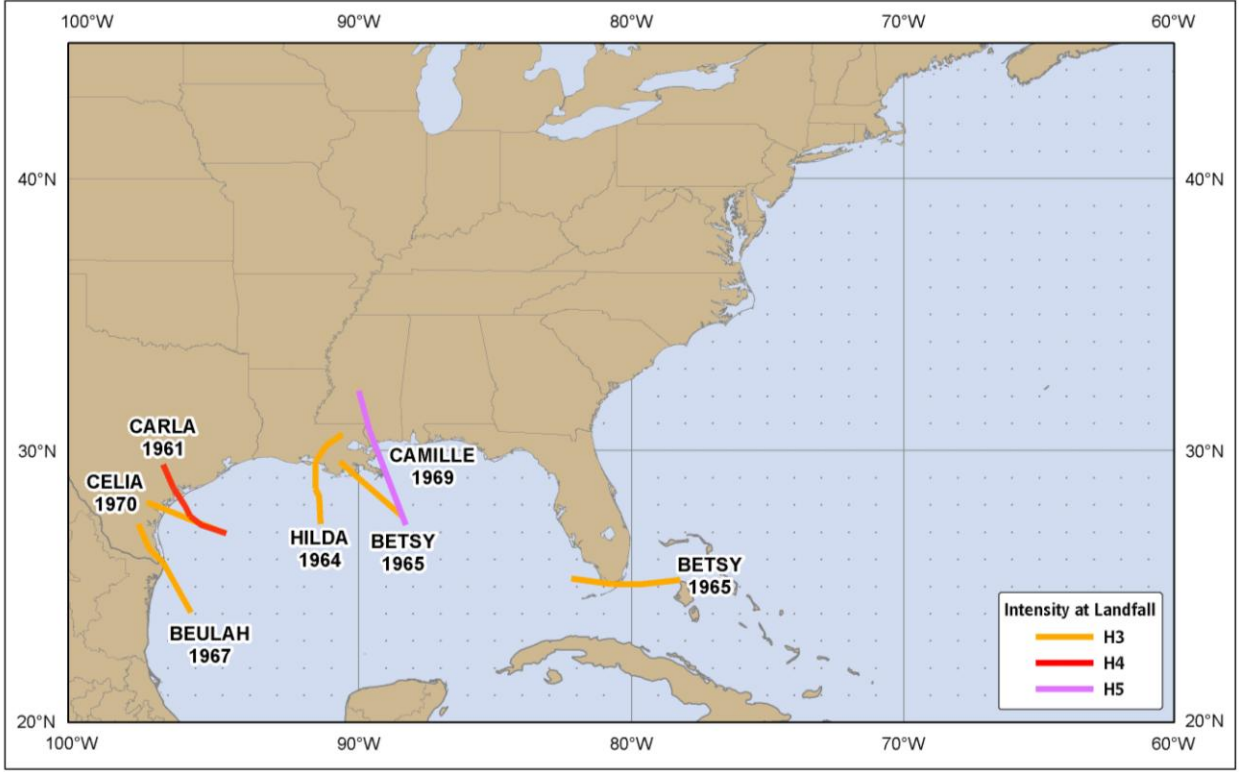 100°W 90°W 80°W 70°W 60°W
40°N 40°N
30°N 30°N
CARLA
1961
CELIA
1970
CAMILLE
1969
HILDA
1964
BETSY
1965
BETSY
1965
BEULAH
1967
Intensity at Landfall
H3
H4
H5
20°N 20°N
100°W 90°W 80°W 70°W 60°W